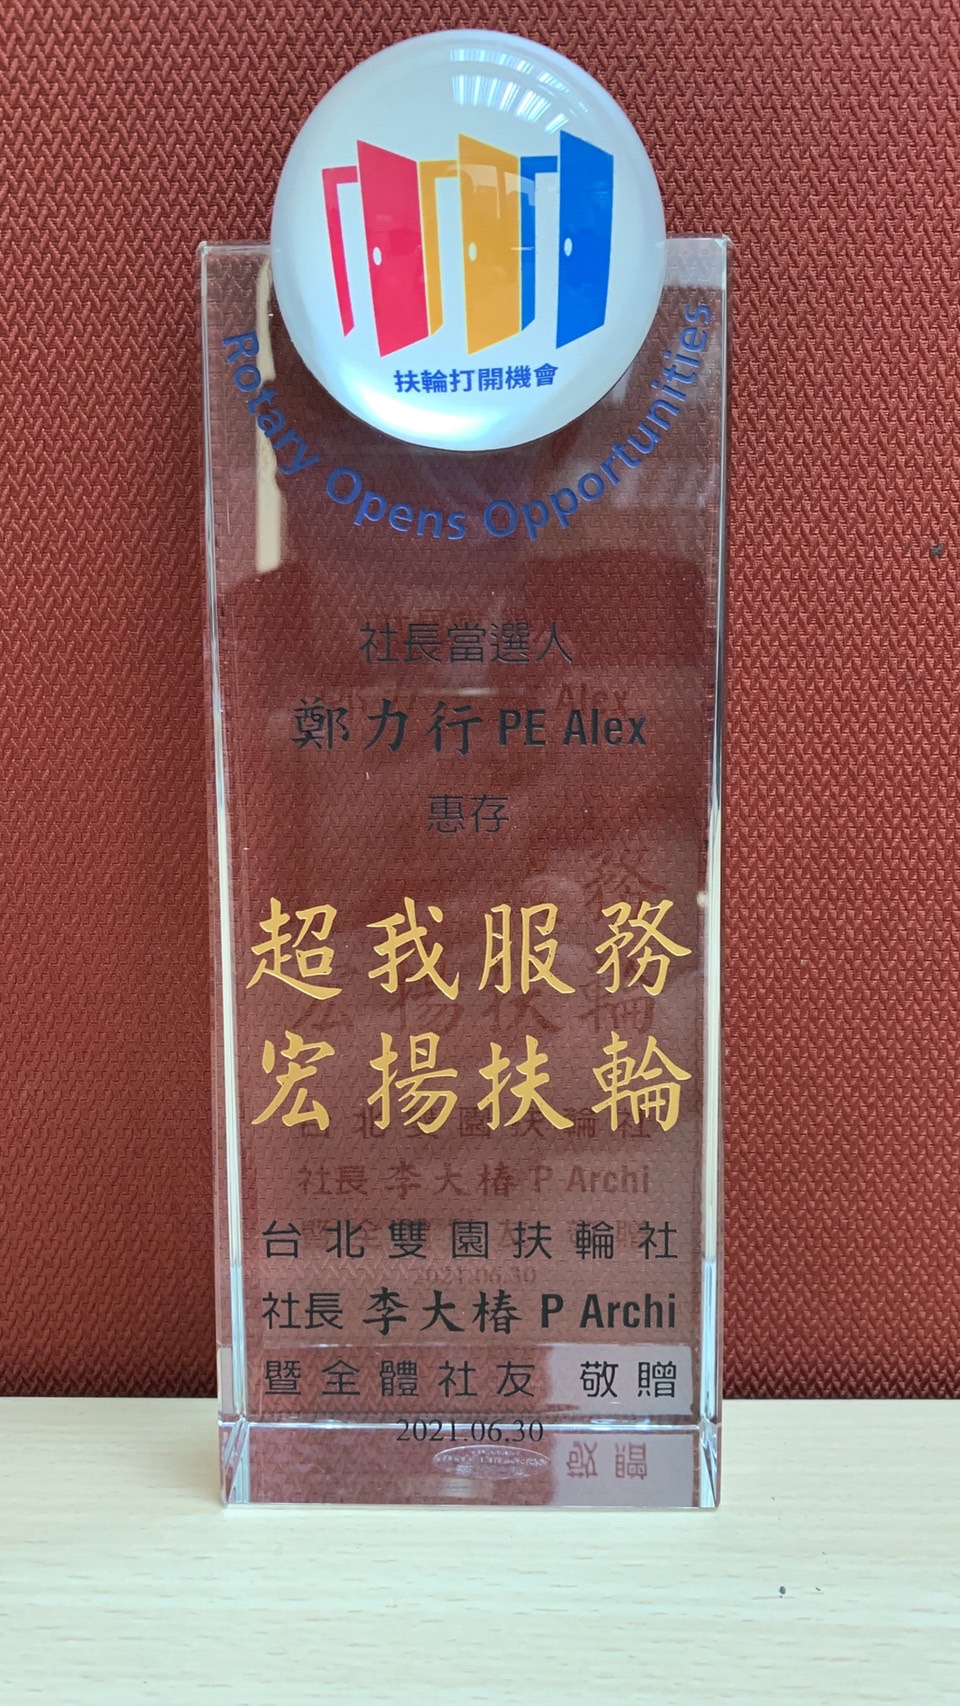 扶輪打開機會
Rotary Opens Opportunities
社長當選人
鄭力行 PE Alex
惠存
超我服務
宏揚扶輪
台北雙園扶輪社
社長 李大椿 P Archi
暨全體社友 敬贈
2021.06.30